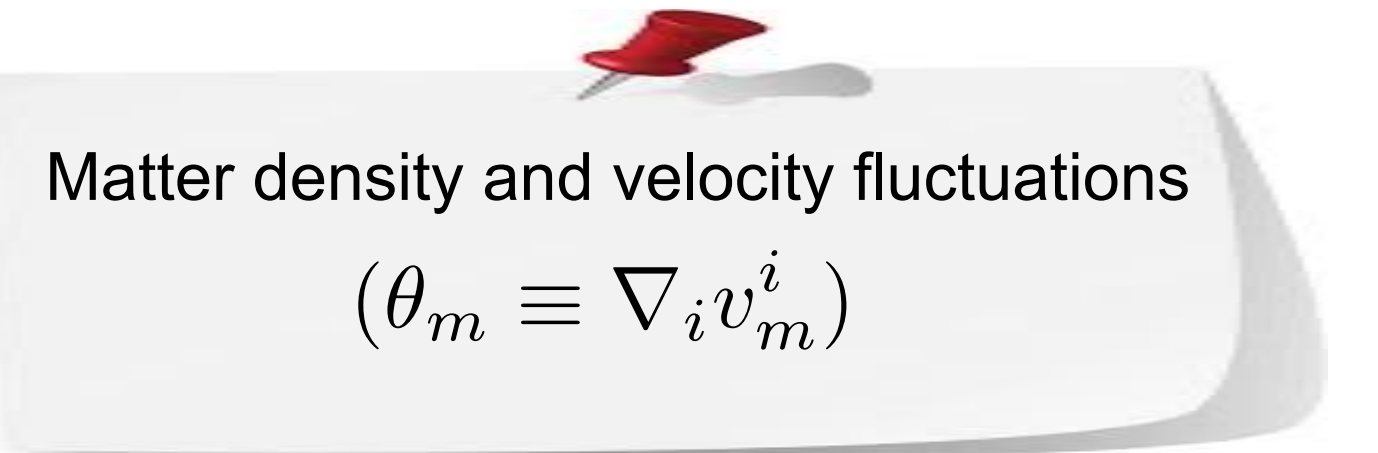 Matter density and velocity fluctuations
(θ_m ≡ ∇_i v_m^i)